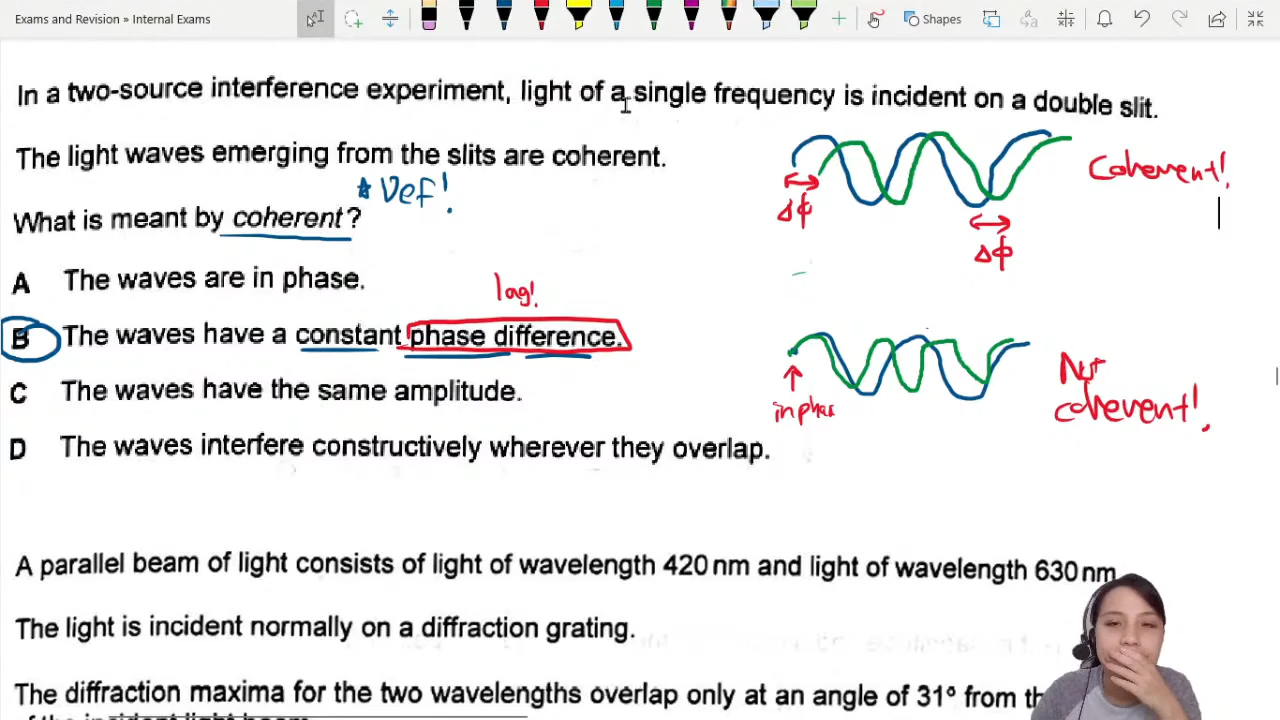 Exams and Revision » Internal Exams
Shapes
In a two-source interference experiment, light of a single frequency is incident on a double slit.
The light waves emerging from the slits are coherent.
* Def!
What is meant by coherent?
Coherent!
Δϕ
Δϕ
A The waves are in phase.
lag!
B The waves have a constant phase difference.
in phase
Not
coherent!
C The waves have the same amplitude.
D The waves interfere constructively wherever they overlap.
A parallel beam of light consists of light of wavelength 420 nm and light of wavelength 630 nm
The light is incident normally on a diffraction grating.
The diffraction maxima for the two wavelengths overlap only at an angle of 31° from
of the incident light beam